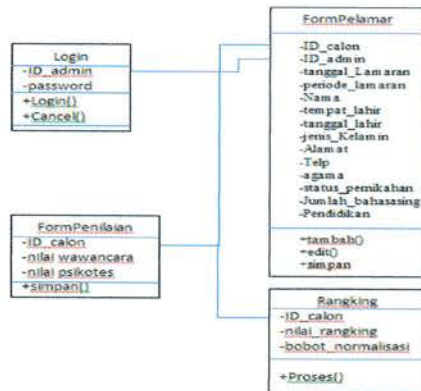 Login
-ID_admin
-password
+Login()
+Cancel()
FormPelamar
-ID_calon
-ID_admin
-tanggal_Lamaran
-periode_lamaran
-Nama
-tempat_lahir
-tanggal_lahir
-jenis_Kelamin
-Alamat
-Telp
-agama
-status_pernikahan
-Jumlah_bahasasing
-Pendidikan
+tambah()
+edit()
+simpan
FormPenilaian
-ID_calon
-nilai wawancara
-nilai psikotes
+simpan()
Rangking
-ID_calon
-nilai_rangking
-bobot_normalisasi
+Proses()